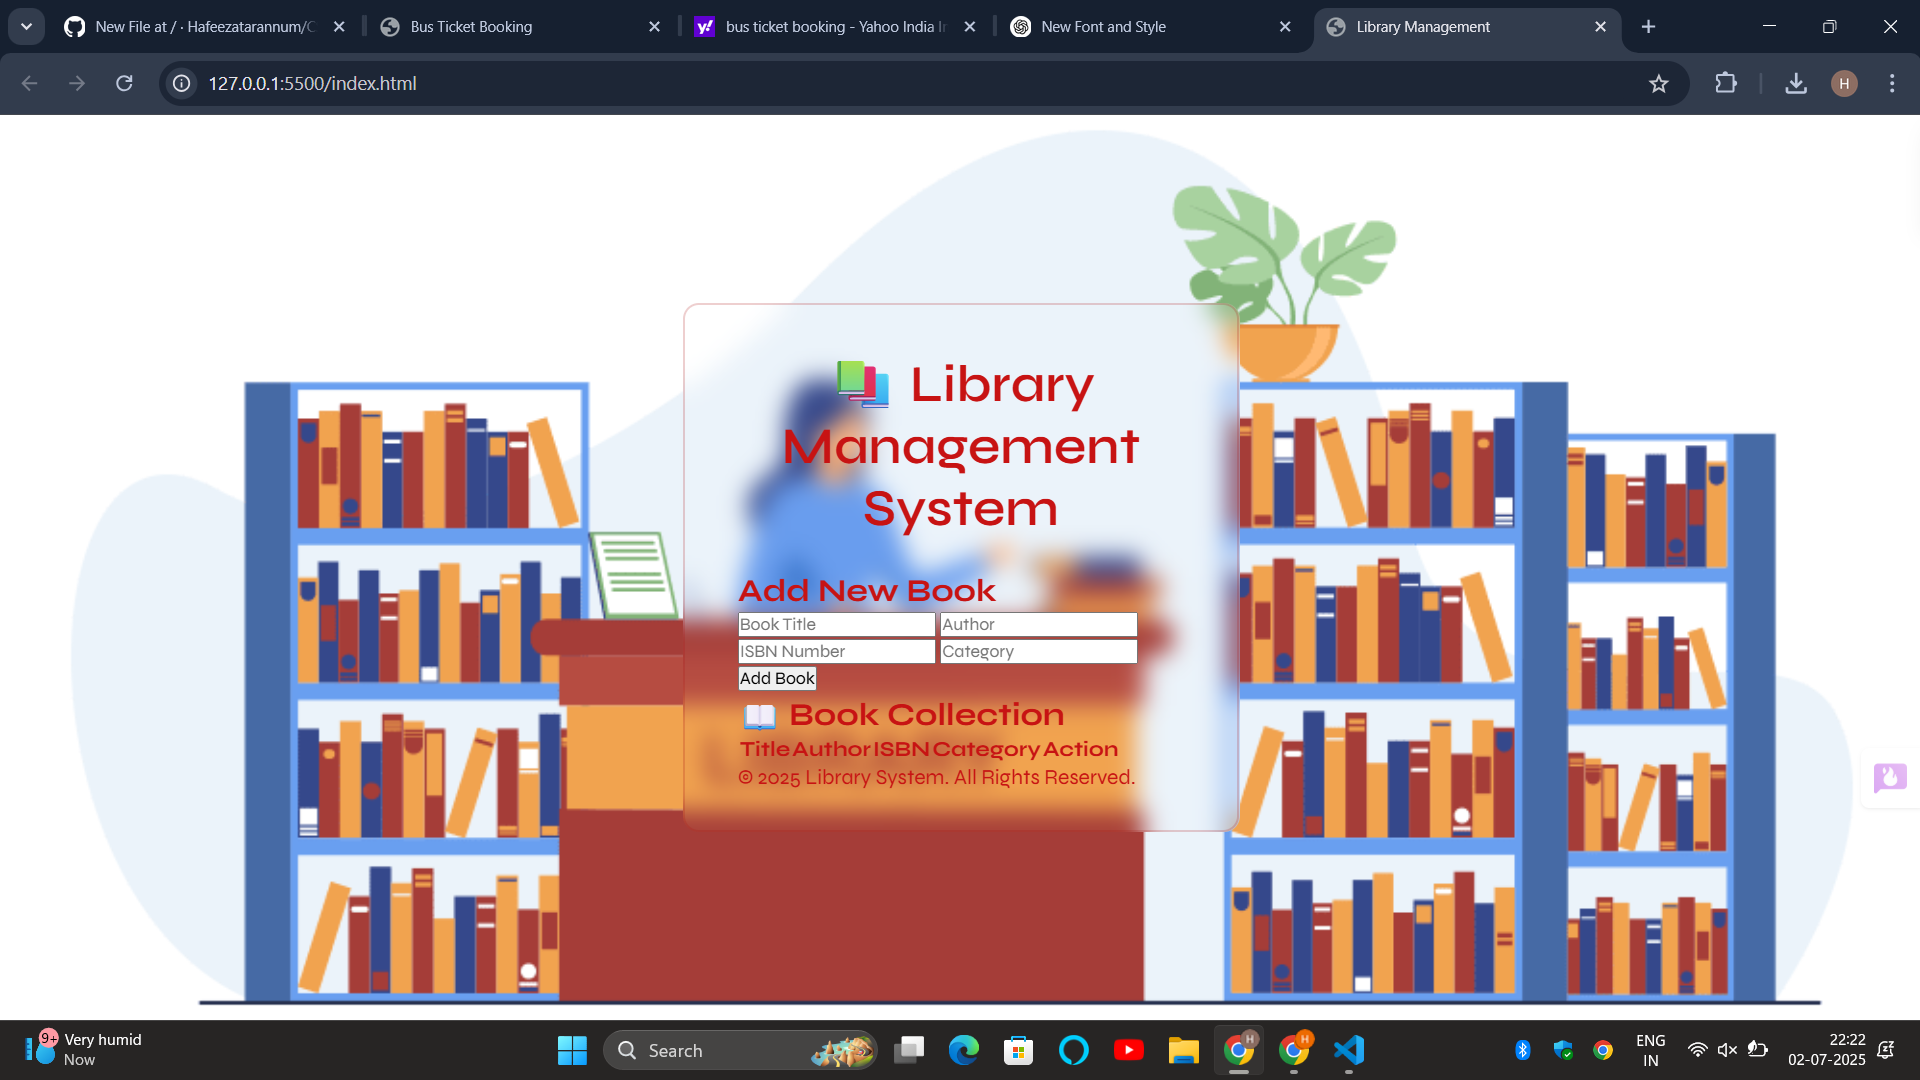 New File at / · Hafeezatarannum/C
Bus Ticket Booking
bus ticket booking - Yahoo India In
New Font and Style
Library Management
127.0.0.1:5500/index.html
H
📚 Library
Management
System
Add New Book
Book Title Author
ISBN Number Category
Add Book
📖 Book Collection
Title Author ISBN Category Action
© 2025 Library System. All Rights Reserved.
9+
Very humid
Now
Search
H
H
ENG
IN
22:22
02-07-2025